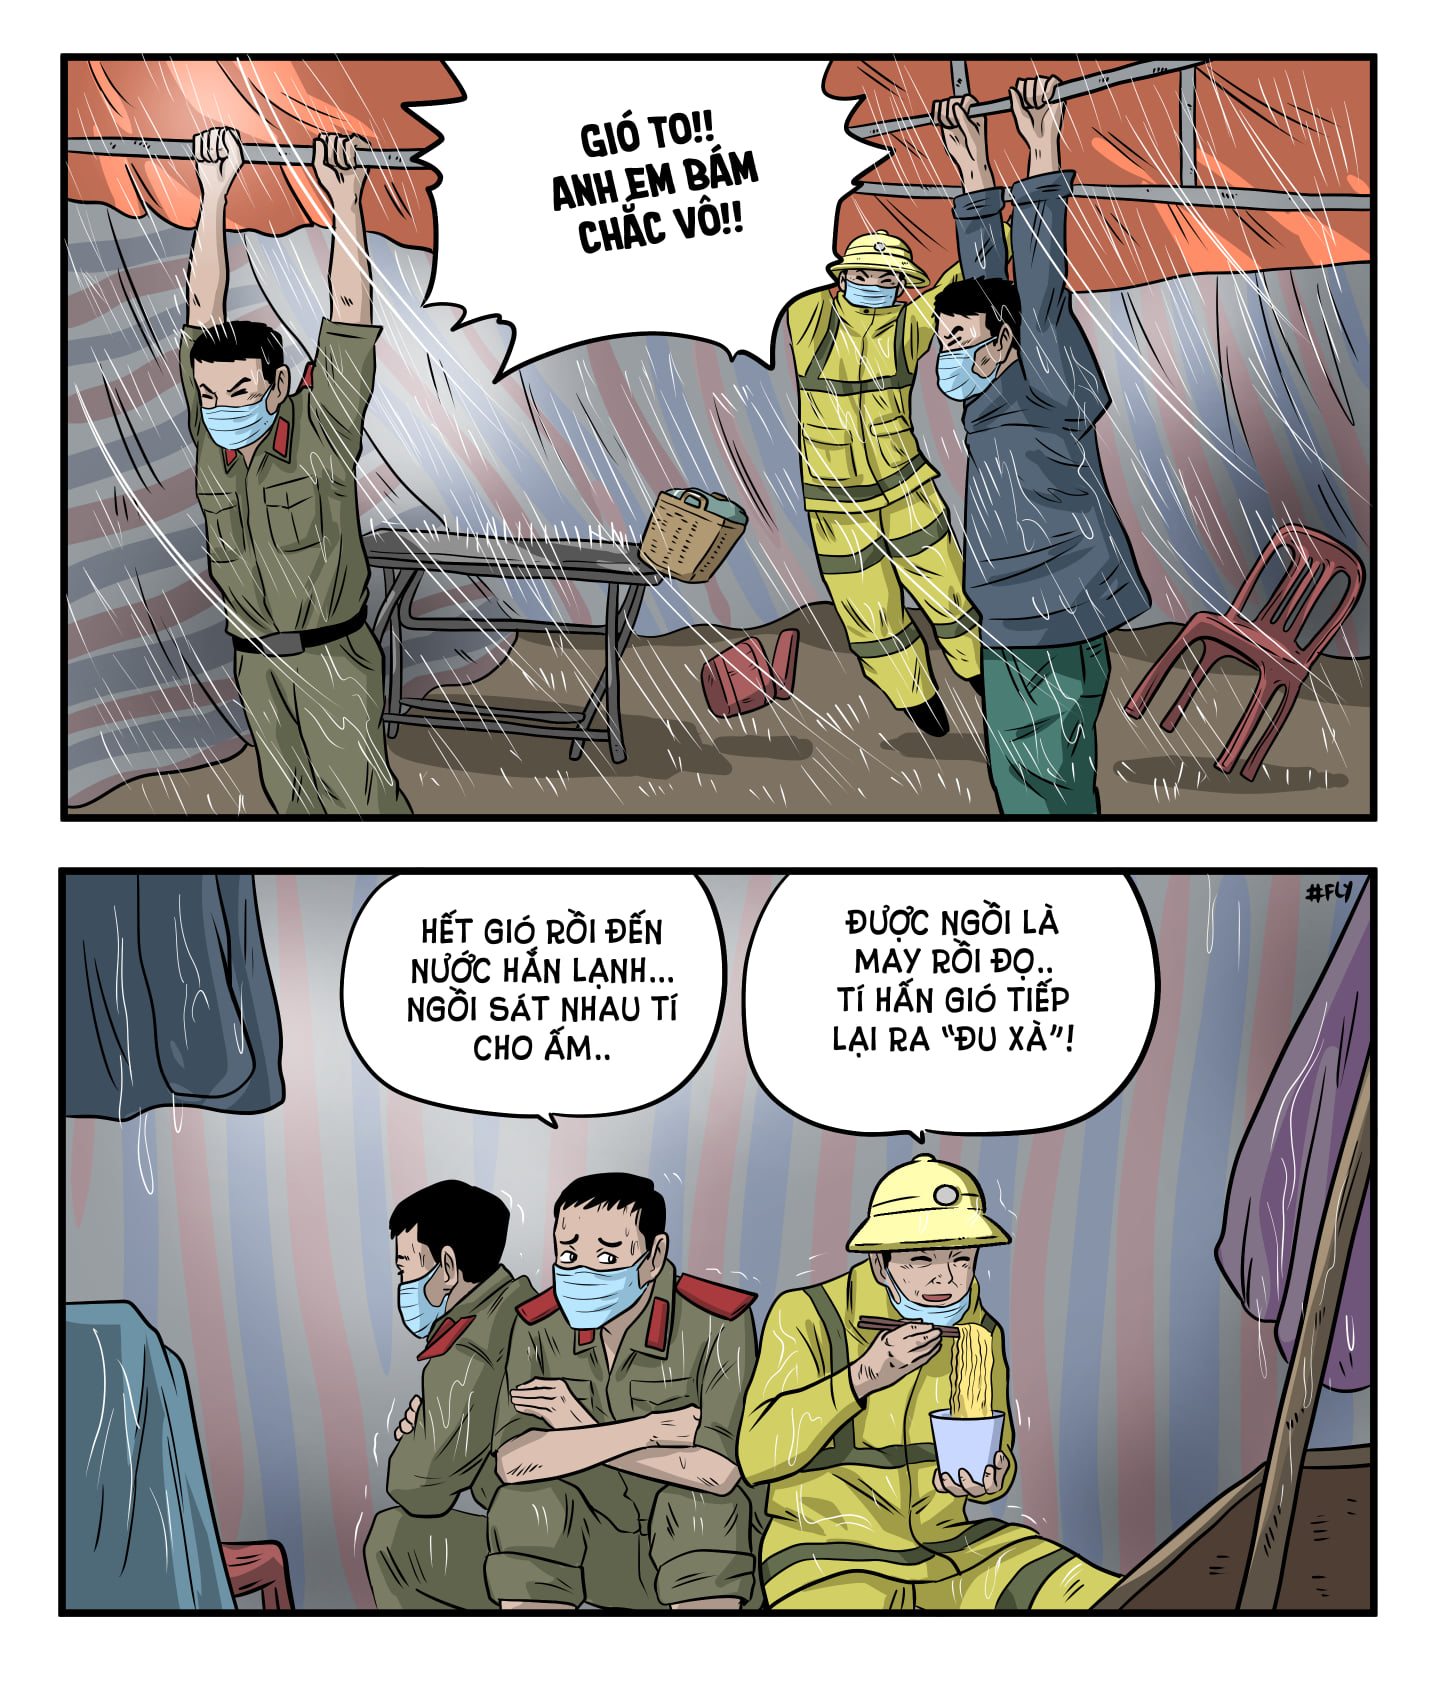 GIÓ TO!!
ANH EM BÁM
CHẮC VÔ!!
#FLY
HẾT GIÓ RỒI ĐẾN
NƯỚC HẮN LẠNH...
NGỒI SÁT NHAU TÍ
CHO ẤM..
ĐƯỢC NGỒI LÀ
MAY RỒI ĐỌ..
TÍ HẤN GIÓ TIẾP
LẠI RA “ĐU XÀ”!